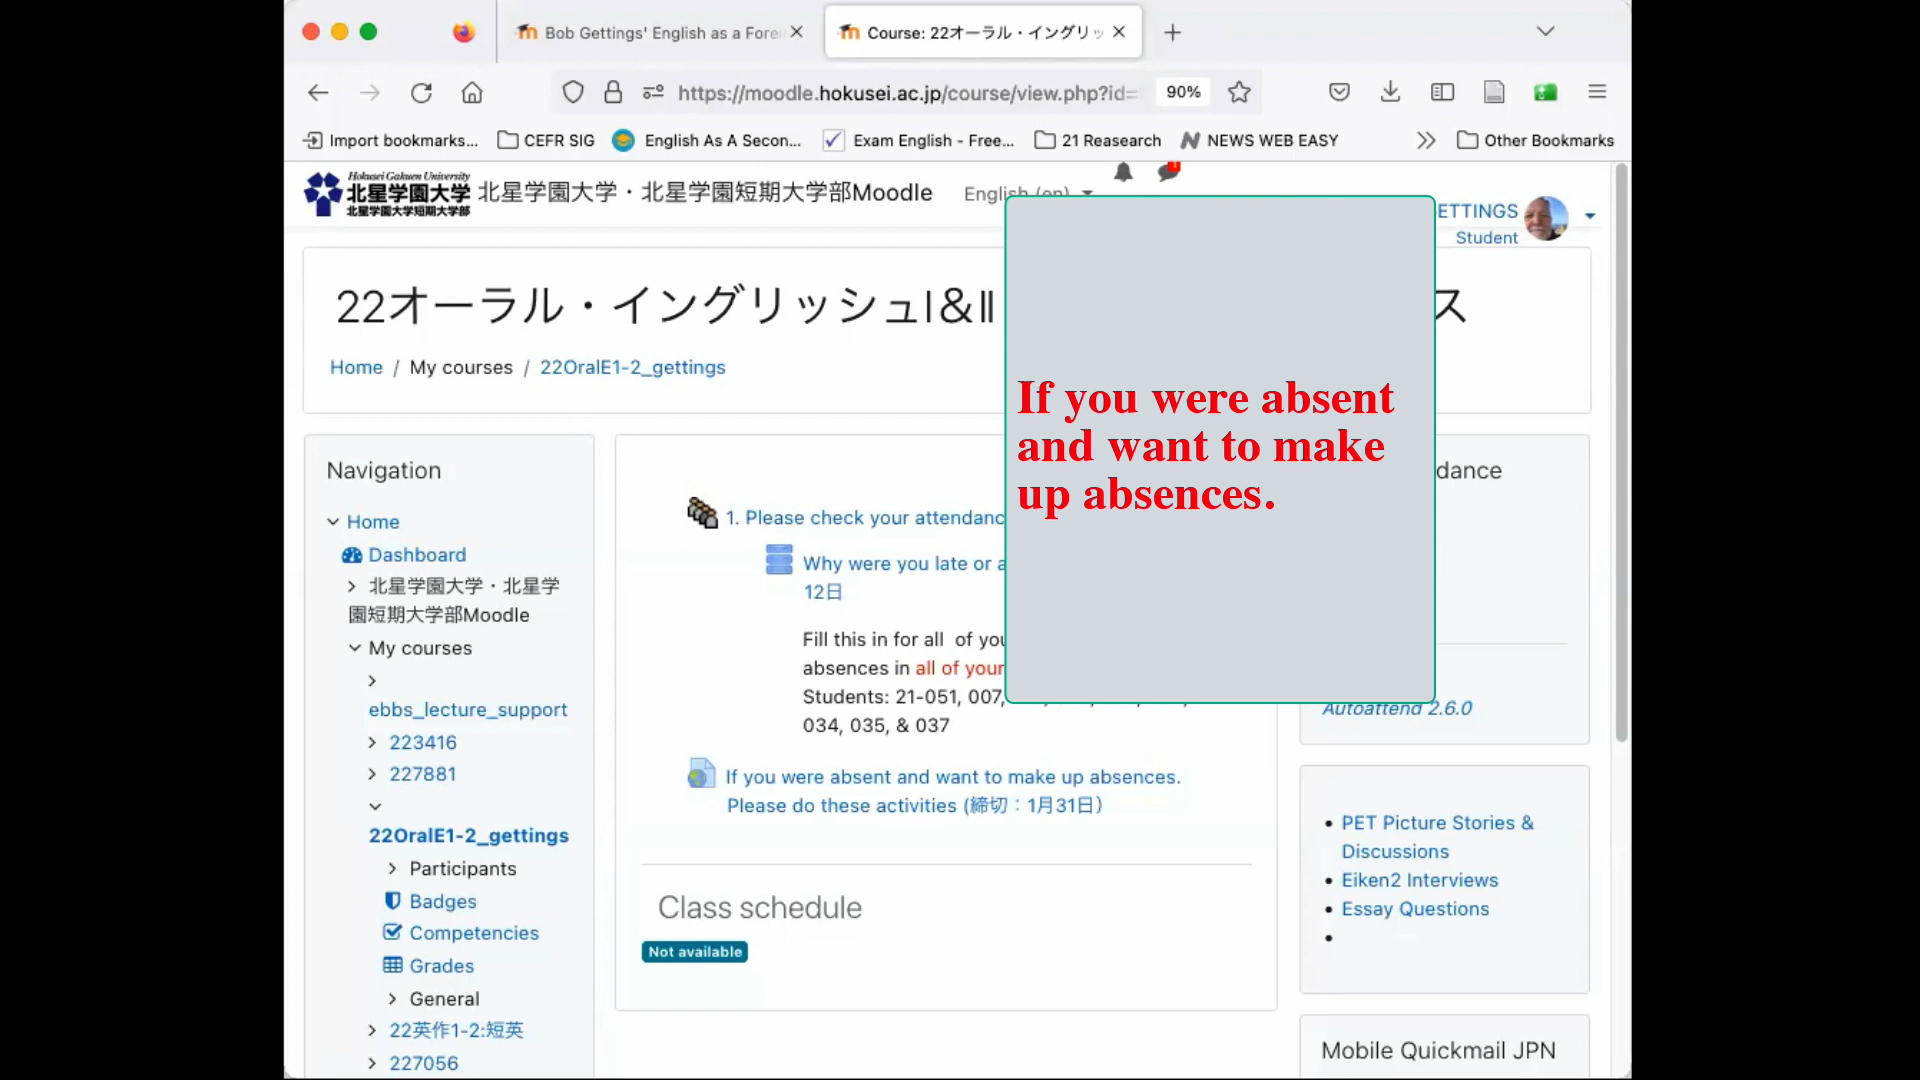 Bob Gettings' English as a Fore
Course: 22オーラル・イングリッ
https://moodle.hokusei.ac.jp/course/view.php?id=
90%
Import bookmarks...
CEFR SIG
English As A Secon...
Exam English - Free...
21 Reasearch
NEWS WEB EASY
Other Bookmarks
Hokusei Gakuen University
北星学園大学
北星学園大学短期大学部
北星学園大学・北星学園短期大学部Moodle
English (en)
ETTINGS
Student
22オーラル・イングリッシュⅠ&Ⅱ
ス
Home / My courses / 22OralE1-2_gettings
If you were absent
and want to make
up absences.
Navigation
Home
Dashboard
北星学園大学・北星学
園短期大学部Moodle
My courses
ebbs_lecture_support
223416
227881
22OralE1-2_gettings
Participants
Badges
Competencies
Grades
General
22英作1-2:短英
227056
1. Please check your attendanc
Why were you late or a
12日
Fill this in for all of you
absences in all of your
Students: 21-051, 007,
034, 035, & 037
If you were absent and want to make up absences.
Please do these activities (締切:1月31日)
Class schedule
Not available
dance
Autoattend 2.6.0
PET Picture Stories &
Discussions
Eiken2 Interviews
Essay Questions
Mobile Quickmail JPN